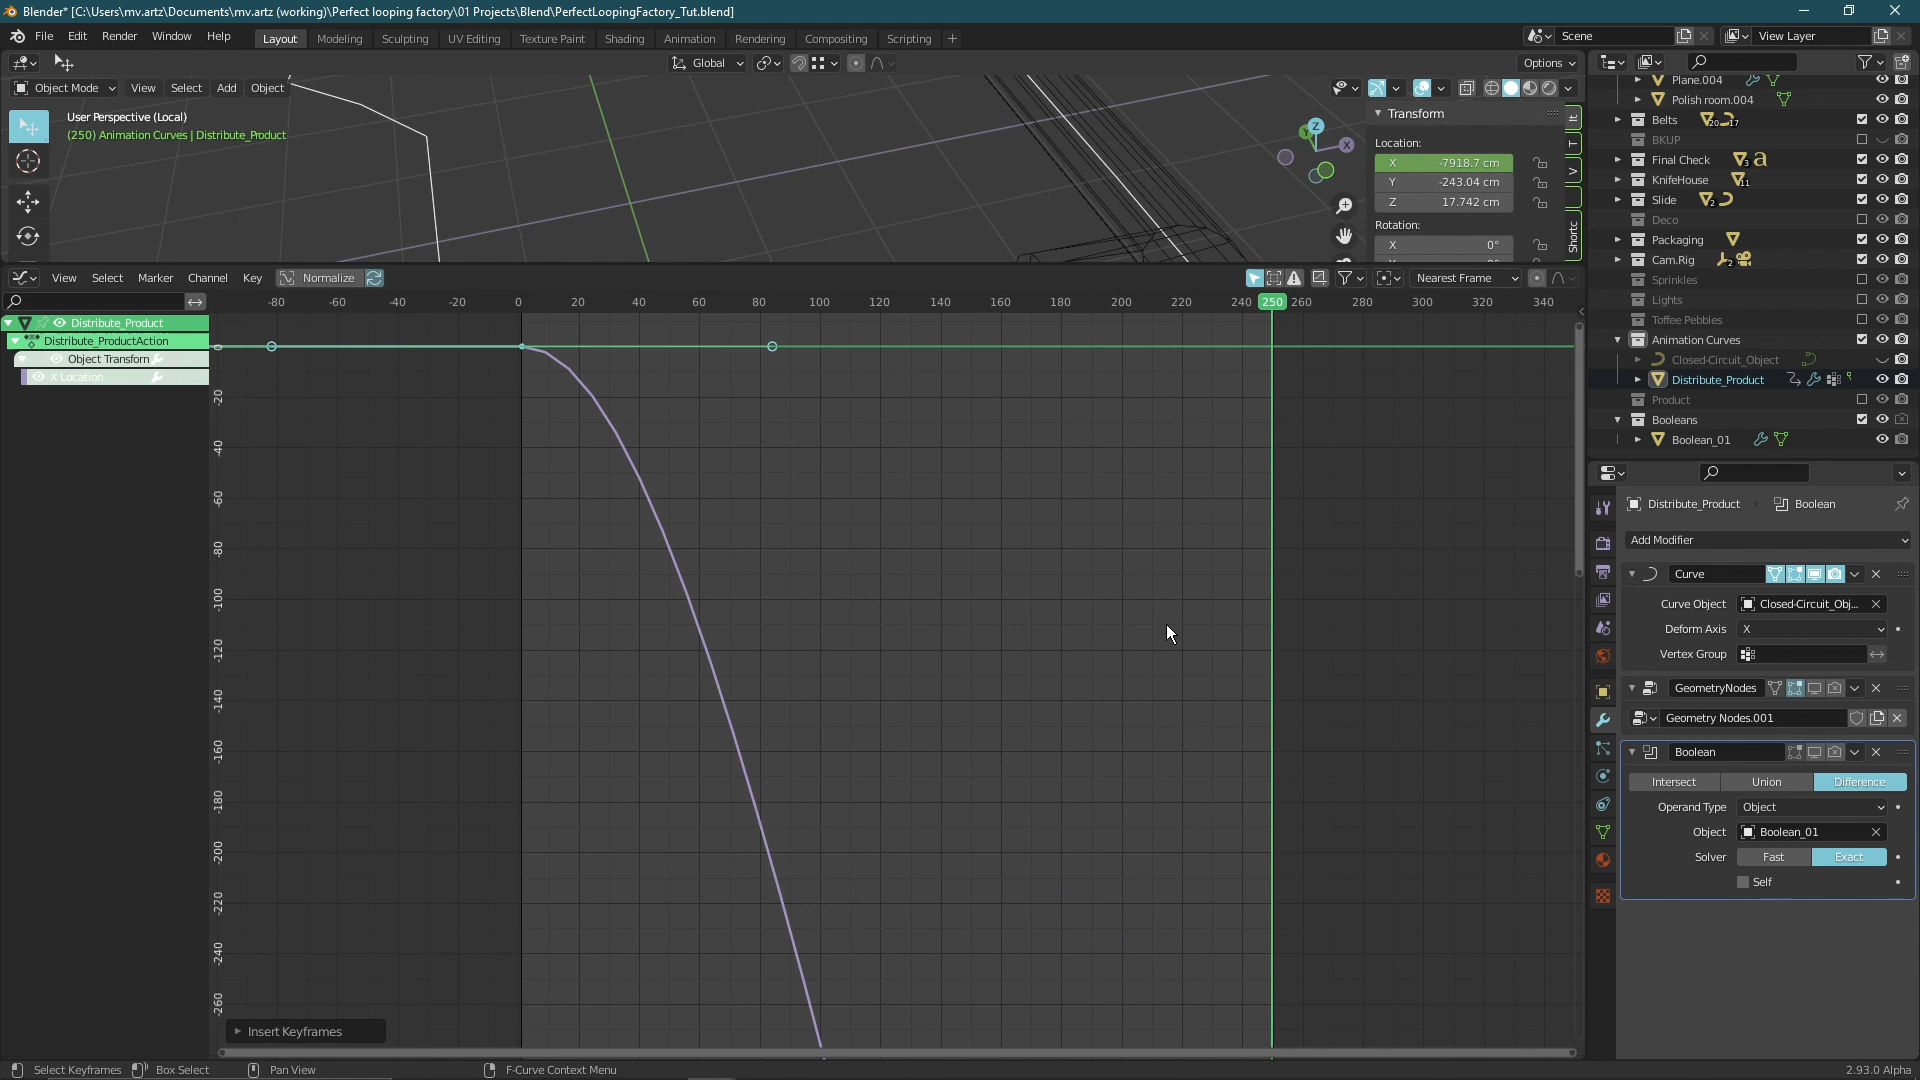 Blender* [C:\Users\mv.artz\Documents\mv.artz (working)\Perfect looping factory\01 Projects\Blend\PerfectLoopingFactory_Tut.blend]
File Edit Render Window Help Layout Modeling Sculpting UV Editing Texture Paint Shading Animation Rendering Compositing Scripting + Scene View Layer
Global Options
Object Mode View Select Add Object
User Perspective (Local)
(250) Animation Curves | Distribute_Product
Transform
Location:
X -7918.7 cm
Y -243.04 cm
Z 17.742 cm
Rotation:
X 0°
Z
X
Y
It
T
V
Shortc
View Select Marker Channel Key Normalize Nearest Frame
-80 -60 -40 -20 0 20 40 60 80 100 120 140 160 180 200 220 240 250 260 280 300 320 340
Distribute_Product
Distribute_ProductAction
Object Transform
X Location
0
-20
-40
-60
-80
-100
-120
-140
-160
-180
-200
-220
-240
-260
Insert Keyframes
Plane.004
Polish room.004
Belts 20 17
BKUP
Final Check 3
KnifeHouse 11
Slide 2
Deco
Packaging
Cam.Rig 2
Sprinkles
Lights
Toffee Pebbles
Animation Curves
Closed-Circuit_Object
Distribute_Product
Product
Booleans
Boolean_01
Distribute_Product Boolean
Add Modifier
Curve
Curve Object Closed-Circuit_Obj...
Deform Axis X
Vertex Group
GeometryNodes
Geometry Nodes.001
Boolean
Intersect Union Difference
Operand Type Object
Object Boolean_01
Solver Fast Exact
Self
Select Keyframes Box Select Pan View F-Curve Context Menu 2.93.0 Alpha